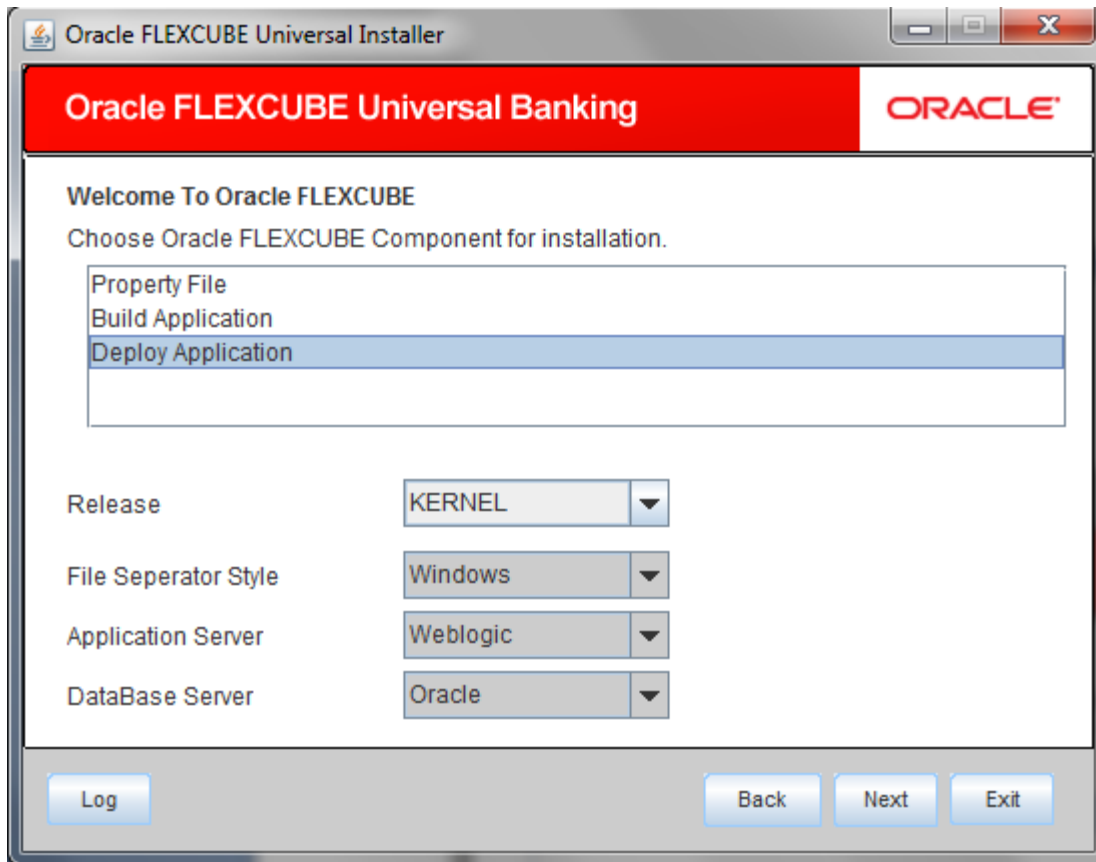 Oracle FLEXCUBE Universal Installer
Oracle FLEXCUBE Universal Banking
ORACLE
Welcome To Oracle FLEXCUBE
Choose Oracle FLEXCUBE Component for installation.
Property File
Build Application
Deploy Application
Release KERNEL
File Seperator Style Windows
Application Server Weblogic
DataBase Server Oracle
Log Back Next Exit